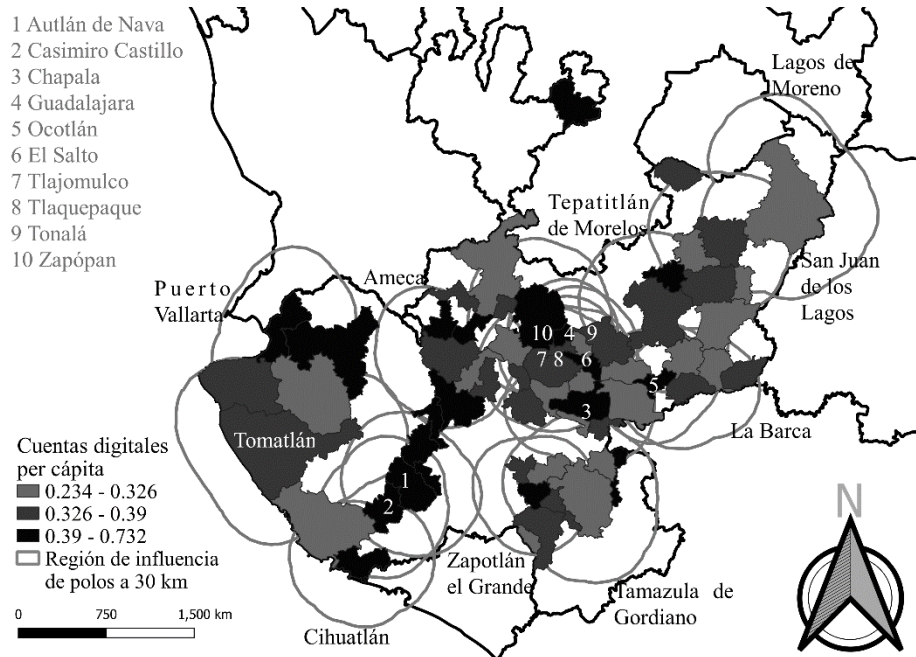 1 Autlán de Nava
2 Casimiro Castillo
3 Chapala
4 Guadalajara
5 Ocotlán
6 El Salto
7 Tlajomulco
8 Tlaquepaque
9 Tonalá
10 Zapópan
Lagos de
Moreno
Tepatitlán
de Morelos
San Juan
de los
Lagos
Ameca
Puerto
Vallarta
10 4 9
7 8 6
5
3
La Barca
Tomatlán
1
2
Cuentas digitales
per cápita
0.234 - 0.326
0.326 - 0.39
0.39 - 0.732
Región de influencia
de polos a 30 km
0 750 1,500 km
Zapotlán
el Grande
Tamazula de
Gordiano
Cihuatlán
N